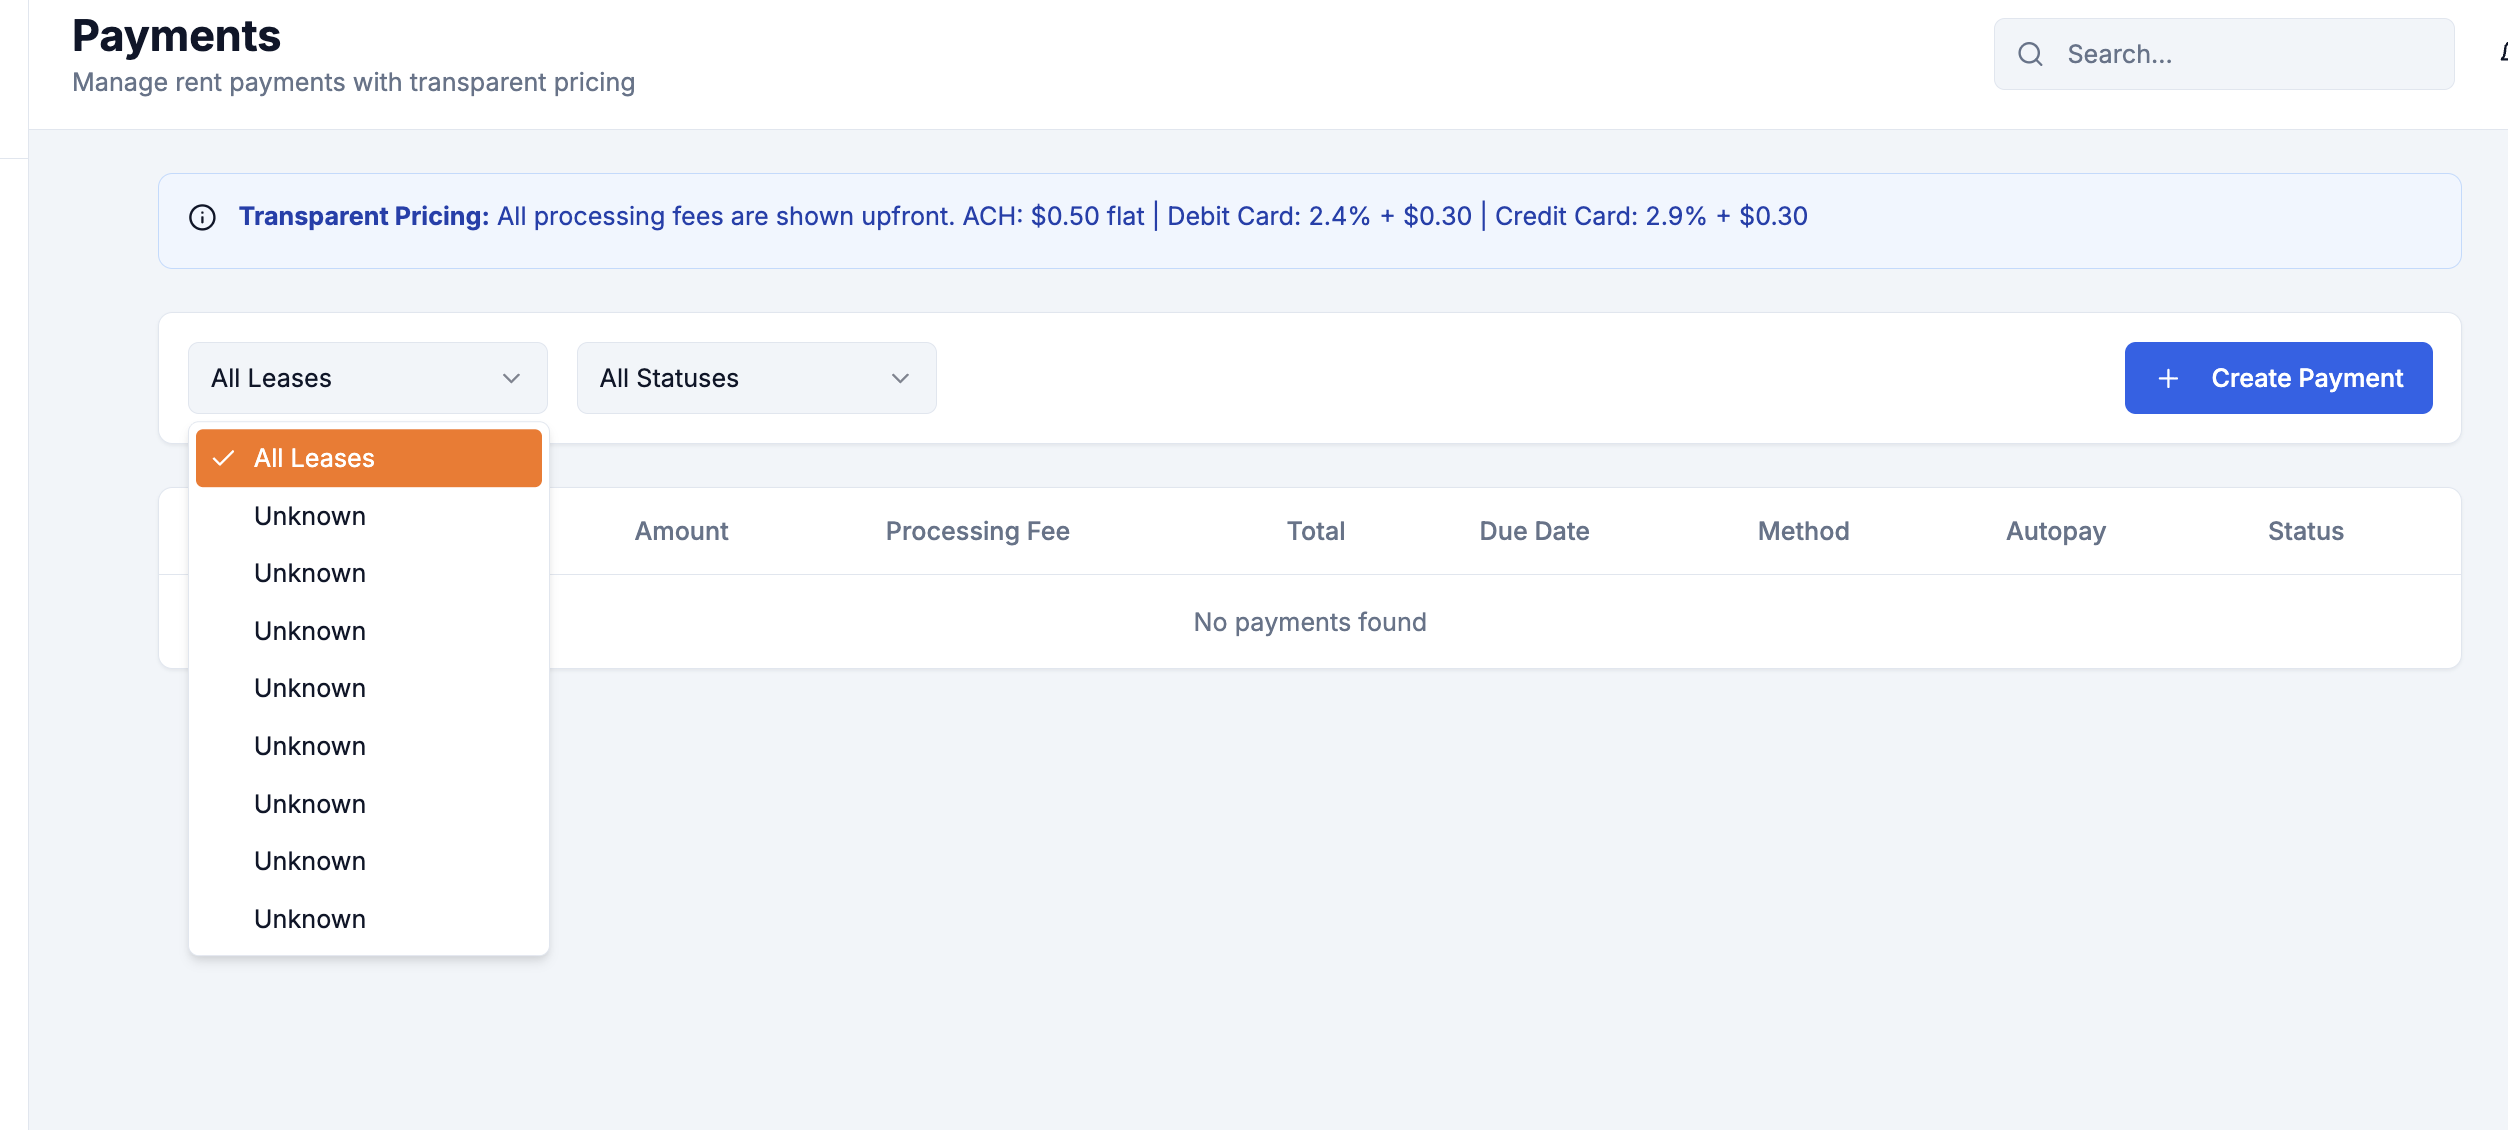 Payments
Manage rent payments with transparent pricing
Search...
Transparent Pricing: All processing fees are shown upfront. ACH: $0.50 flat | Debit Card: 2.4% + $0.30 | Credit Card: 2.9% + $0.30
All Leases
All Statuses
+ Create Payment
All Leases
Unknown
Unknown
Unknown
Unknown
Unknown
Unknown
Unknown
Unknown
Amount Processing Fee Total Due Date Method Autopay Status
No payments found